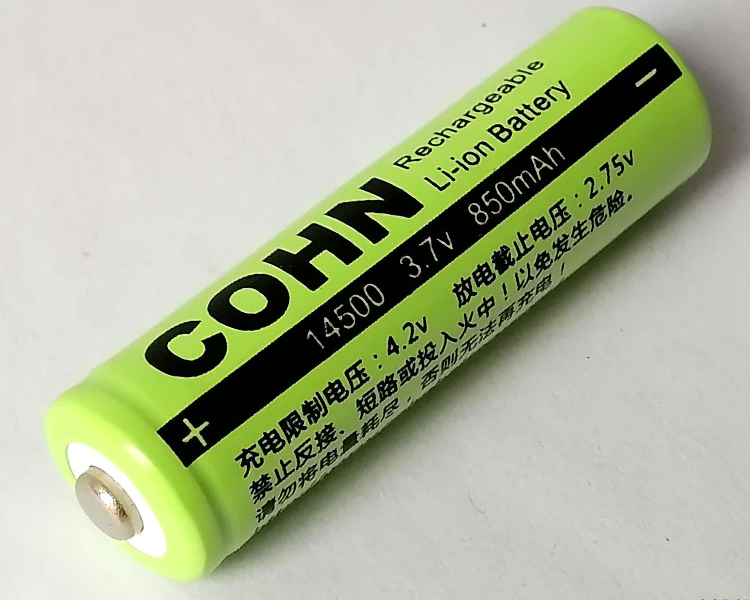 Rechargeable
COHN Li-ion Battery
+ 14500 3.7v 850mAh −
充电限制电压：4.2v 放电截止电压：2.75v
禁止反接、短路或投入火中！以免发生危险。
请勿将电量耗尽，否则无法再充电！